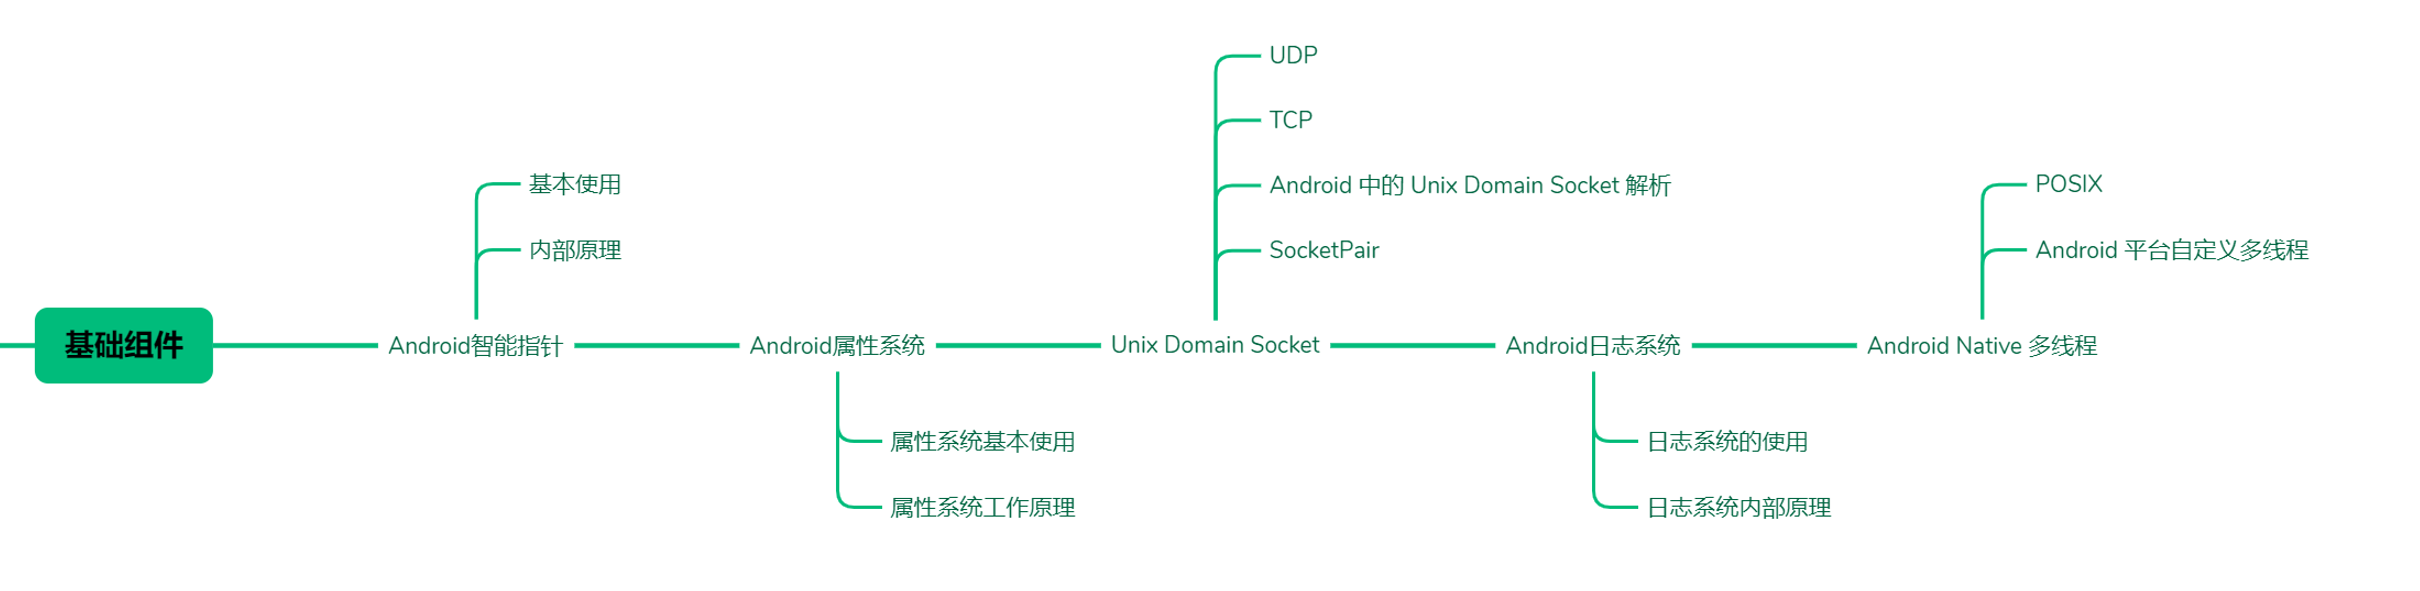 基础组件
Android智能指针
基本使用
内部原理
Android属性系统
属性系统基本使用
属性系统工作原理
Unix Domain Socket
UDP
TCP
Android 中的 Unix Domain Socket 解析
SocketPair
Android日志系统
日志系统的使用
日志系统内部原理
Android Native 多线程
POSIX
Android 平台自定义多线程